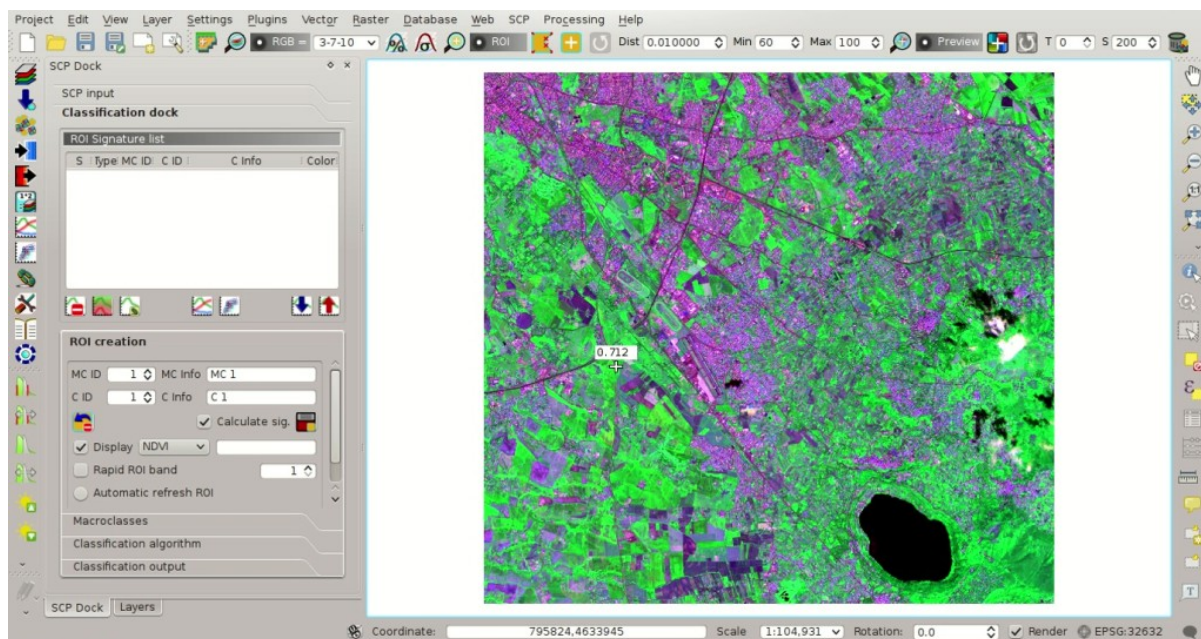 Project Edit View Layer Settings Plugins Vector Raster Database Web SCP Processing Help
RGB = 3-7-10 ROI Dist 0.010000 Min 60 Max 100 Preview T 0 S 200
SCP Dock
SCP input
Classification dock
ROI Signature list
S Type MC ID C ID C Info Color
ROI creation
MC ID 1 MC Info MC 1
C ID 1 C Info C 1
Calculate sig.
Display NDVI
Rapid ROI band 1
Automatic refresh ROI
Macroclasses
Classification algorithm
Classification output
SCP Dock Layers
0.712
Coordinate: 795824,4633945 Scale 1:104,931 Rotation: 0.0 Render EPSG:32632